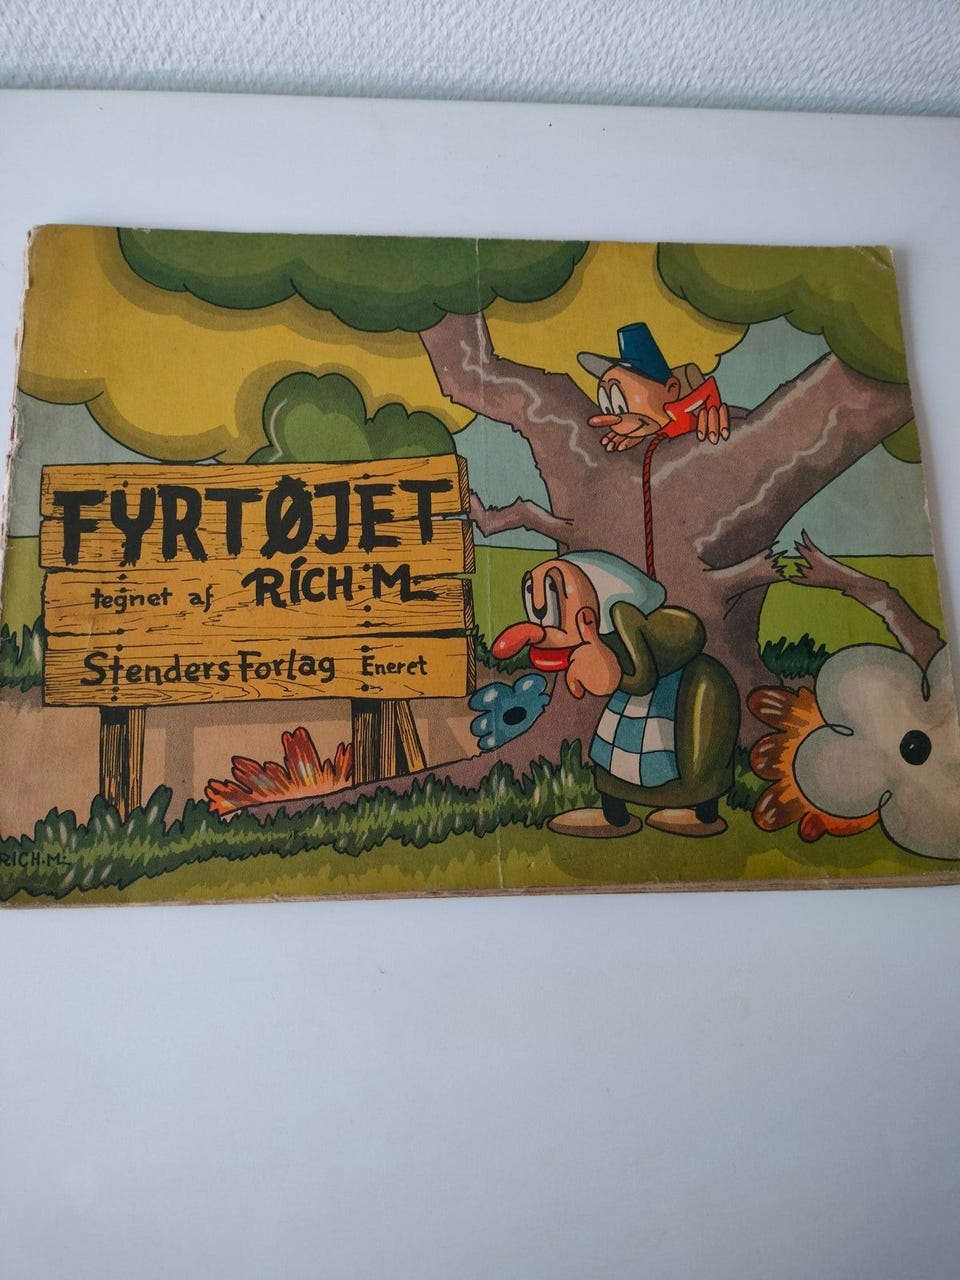 FYRTØJET
tegnet af RICH·M-
Stenders Forlag Eneret
RICH.M-